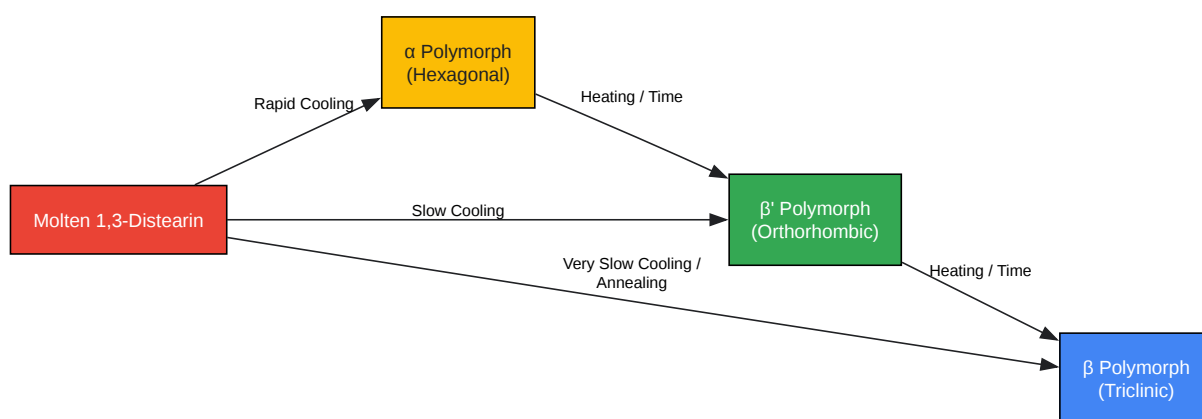 α Polymorph
(Hexagonal)
Rapid Cooling
Heating / Time
Molten 1,3-Distearin
Slow Cooling
β' Polymorph
(Orthorhombic)
Very Slow Cooling /
Annealing
Heating / Time
β Polymorph
(Triclinic)